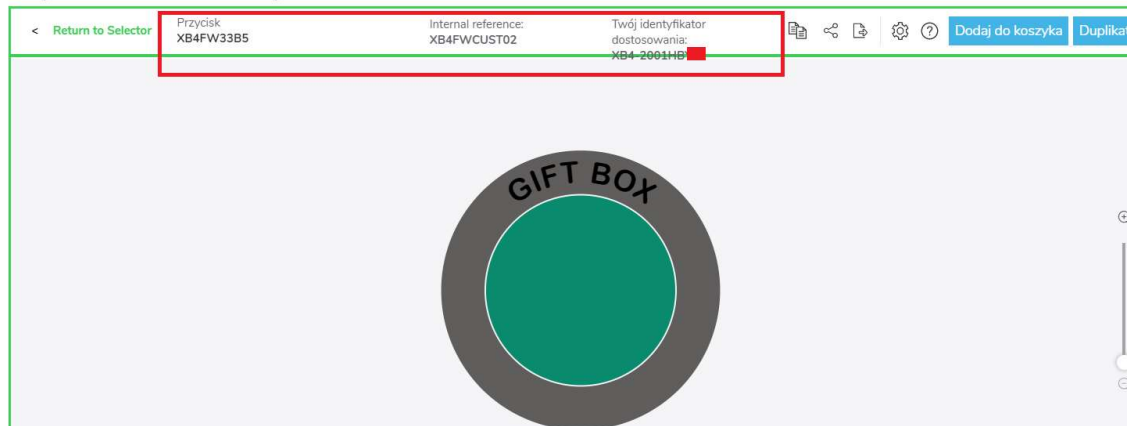 < Return to Selector
Przycisk
XB4FW33B5
Internal reference:
XB4FWCUST02
Twój identyfikator
dostosowania:
XB4-2001HB
Dodaj do koszyka
Duplikat
GIFT BOX